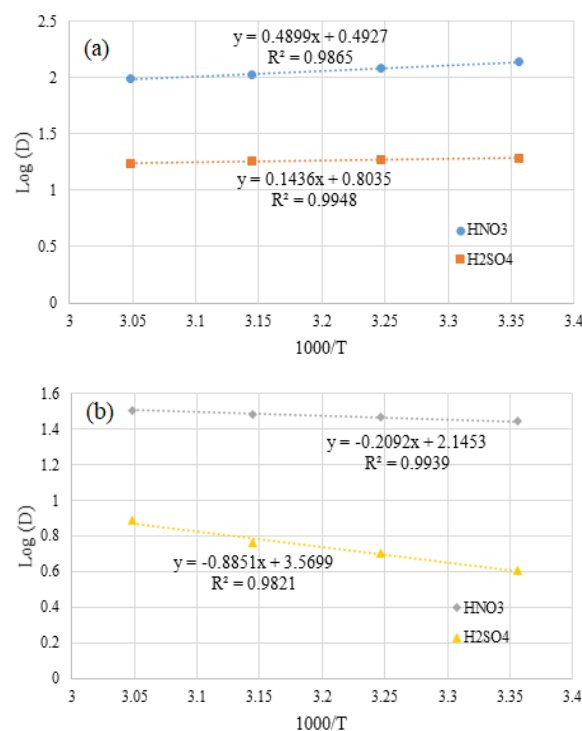 (a)
y = 0.4899x + 0.4927
R² = 0.9865
y = 0.1436x + 0.8035
R² = 0.9948
HNO3
H2SO4
Log (D)
2.5
2
1.5
1
0.5
0
3 3.05 3.1 3.15 3.2 3.25 3.3 3.35 3.4
1000/T
(b)
y = -0.2092x + 2.1453
R² = 0.9939
y = -0.8851x + 3.5699
R² = 0.9821
HNO3
H2SO4
Log (D)
1.6
1.4
1.2
1
0.8
0.6
0.4
0.2
0
3 3.05 3.1 3.15 3.2 3.25 3.3 3.35 3.4
1000/T